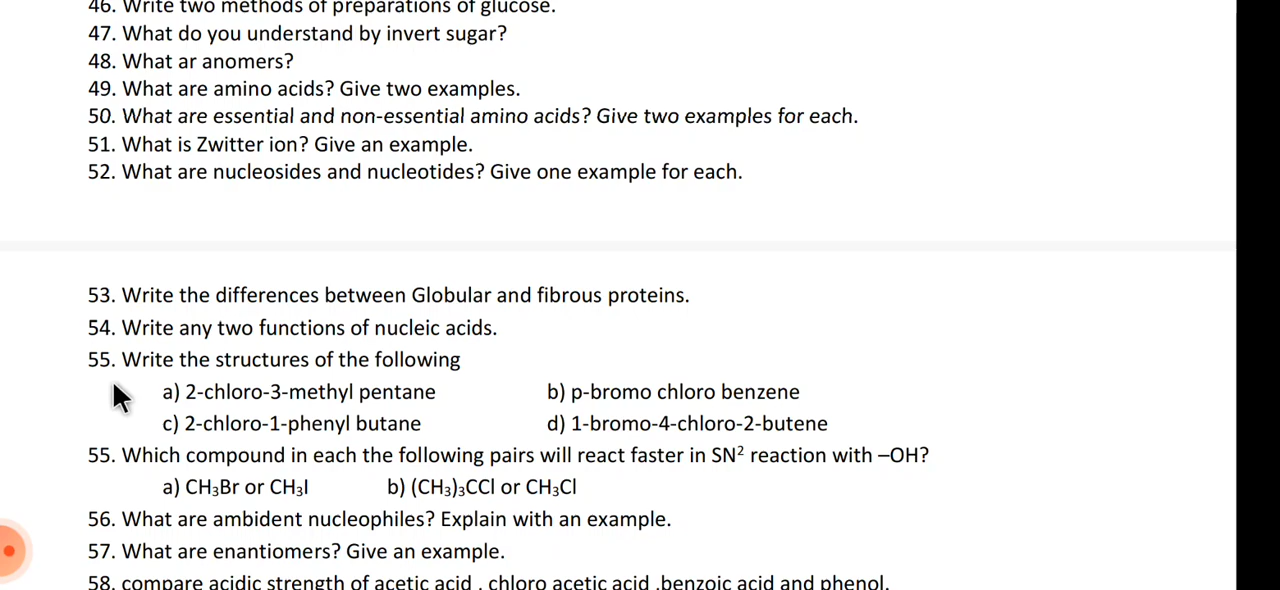 46. Write two methods of preparations of glucose.
47. What do you understand by invert sugar?
48. What ar anomers?
49. What are amino acids? Give two examples.
50. What are essential and non-essential amino acids? Give two examples for each.
51. What is Zwitter ion? Give an example.
52. What are nucleosides and nucleotides? Give one example for each.
53. Write the differences between Globular and fibrous proteins.
54. Write any two functions of nucleic acids.
55. Write the structures of the following
a) 2-chloro-3-methyl pentane b) p-bromo chloro benzene
c) 2-chloro-1-phenyl butane d) 1-bromo-4-chloro-2-butene
55. Which compound in each the following pairs will react faster in SN² reaction with –OH?
a) CH₃Br or CH₃I b) (CH₃)₃CCl or CH₃Cl
56. What are ambident nucleophiles? Explain with an example.
57. What are enantiomers? Give an example.
58. compare acidic strength of acetic acid , chloro acetic acid ,benzoic acid and phenol.